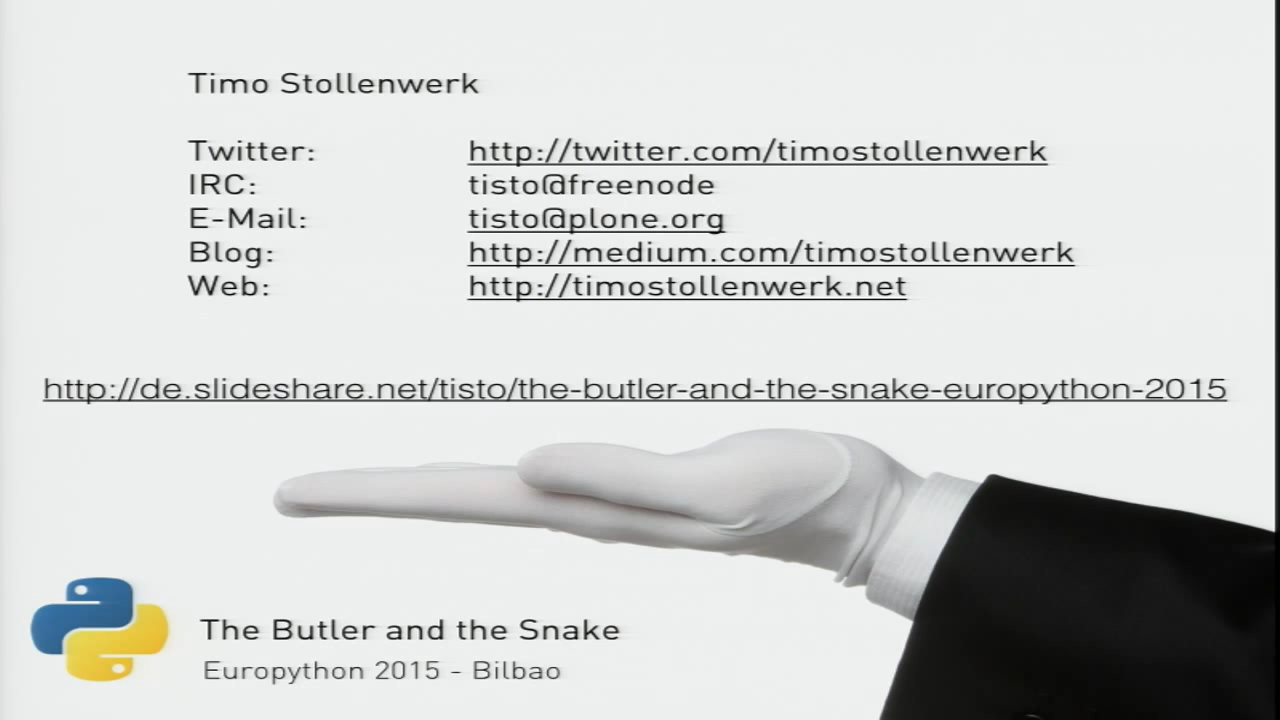 Timo Stollenwerk
Twitter: http://twitter.com/timostollenwerk
IRC: tisto@freenode
E-Mail: tisto@plone.org
Blog: http://medium.com/timostollenwerk
Web: http://timostollenwerk.net
http://de.slideshare.net/tisto/the-butler-and-the-snake-europython-2015
The Butler and the Snake
Europython 2015 - Bilbao